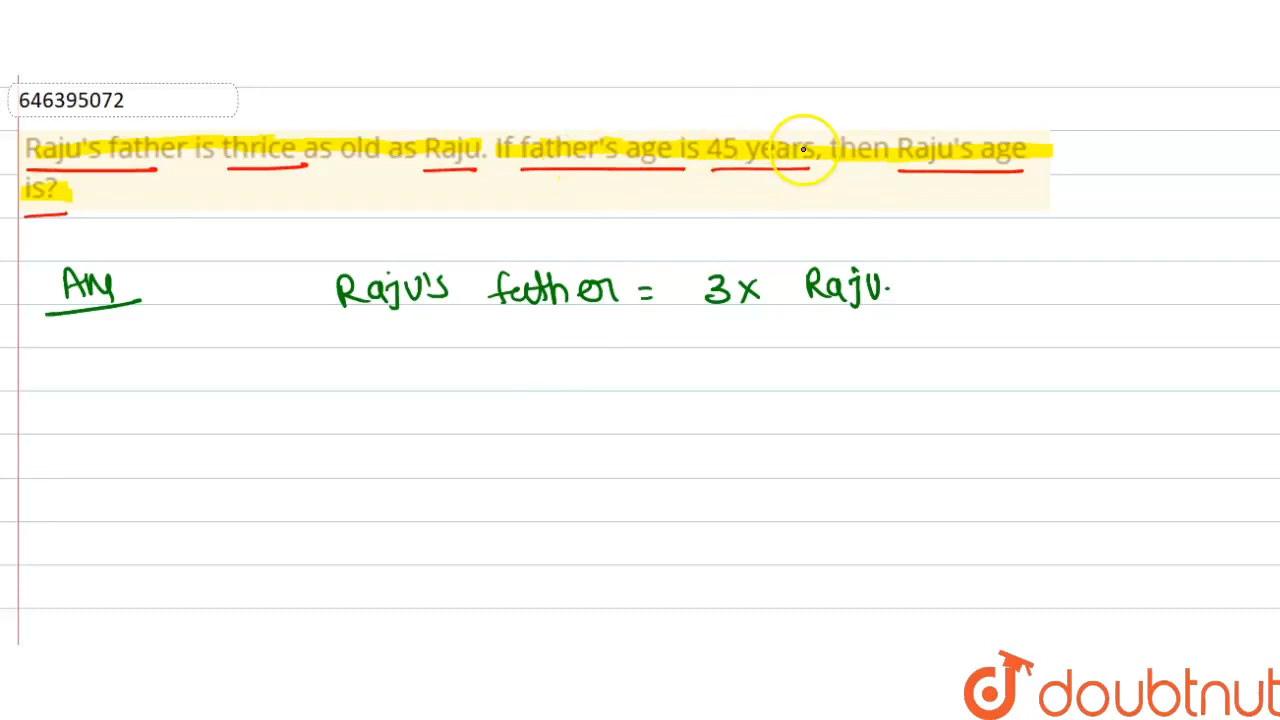 646395072
Raju's father is thrice as old as Raju. If father's age is 45 years, then Raju's age
is?
Ans Raju's father = 3x Raju.
doubtnut